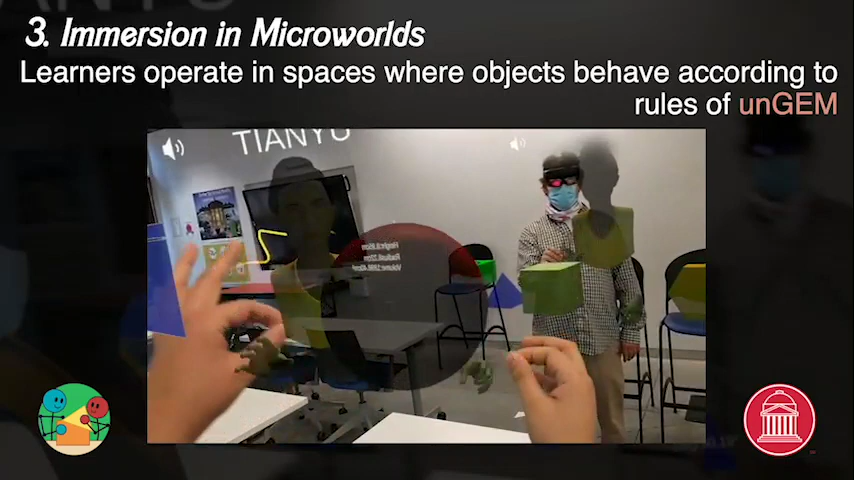 3. Immersion in Microworlds
Learners operate in spaces where objects behave according to
rules of unGEM
TIANYU